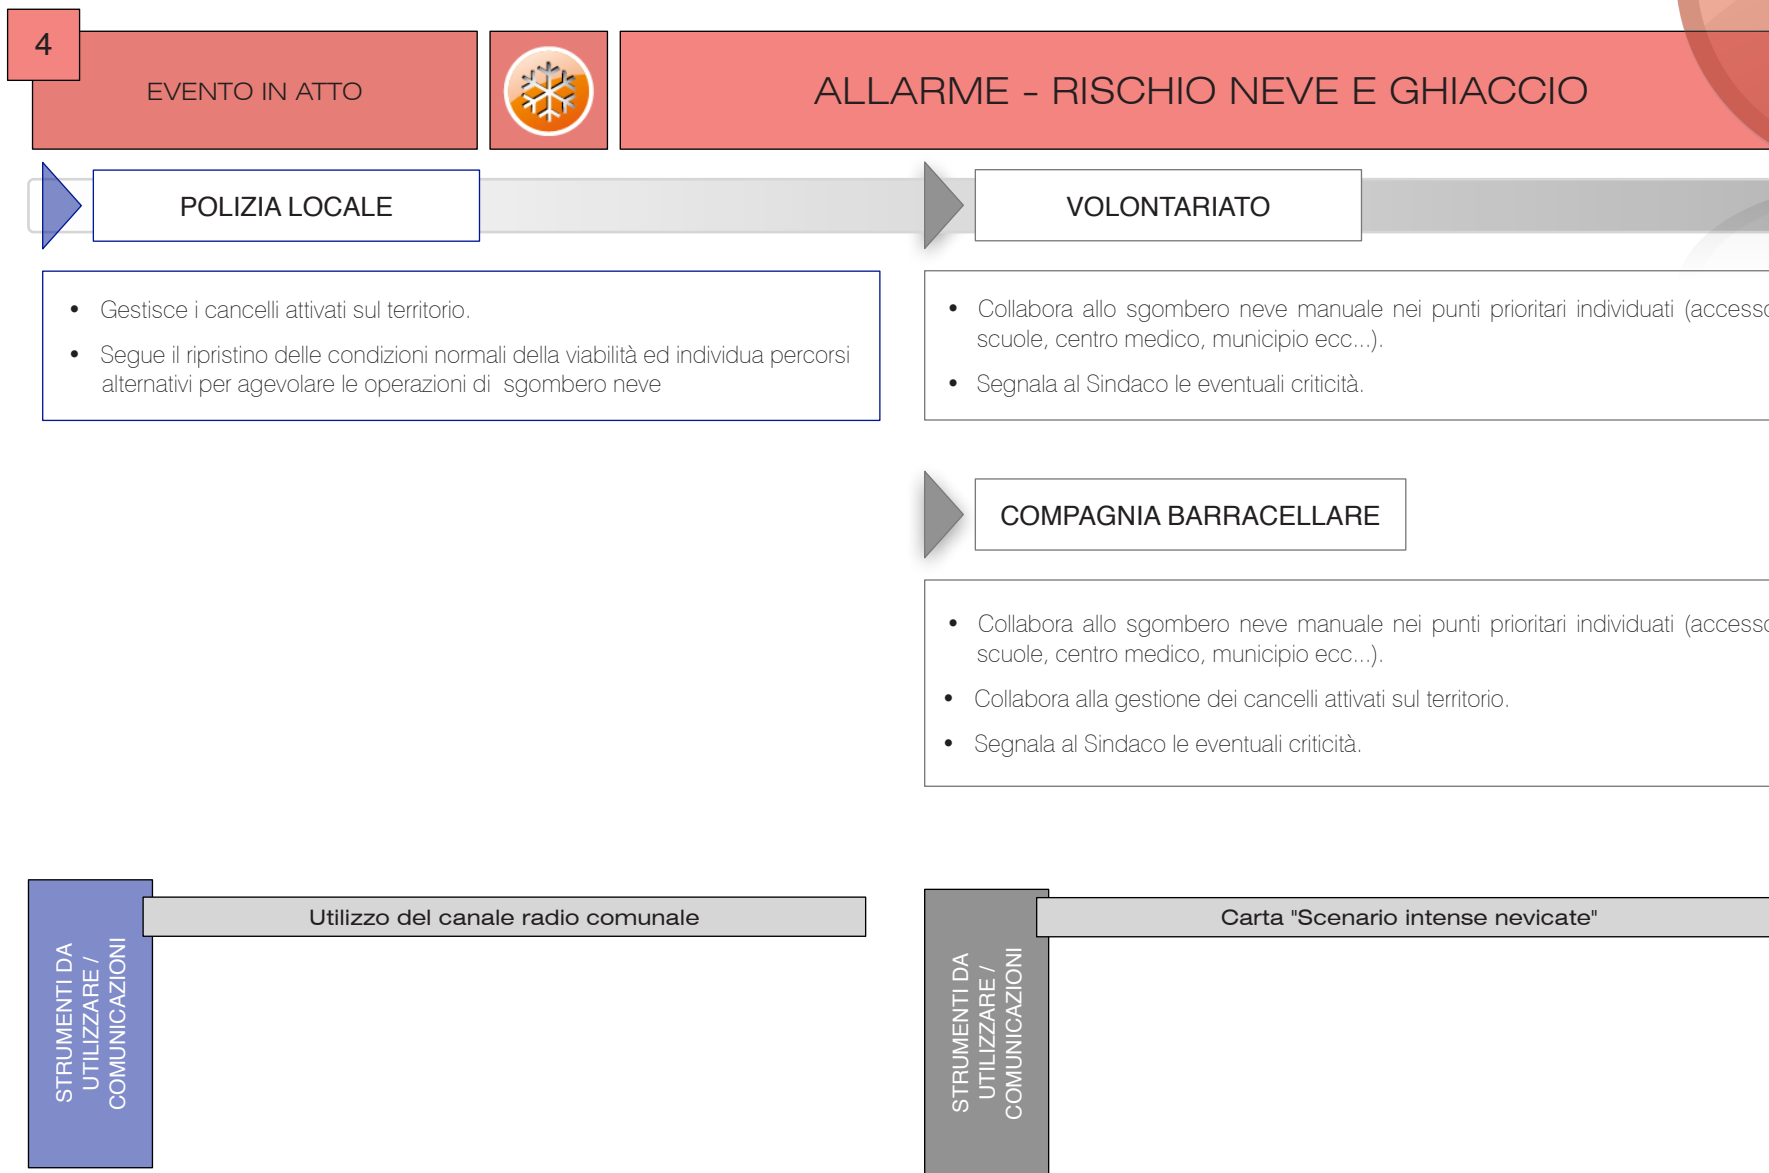 4
EVENTO IN ATTO
ALLARME - RISCHIO NEVE E GHIACCIO
POLIZIA LOCALE
• Gestisce i cancelli attivati sul territorio.
• Segue il ripristino delle condizioni normali della viabilità ed individua percorsi
alternativi per agevolare le operazioni di sgombero neve
VOLONTARIATO
• Collabora allo sgombero neve manuale nei punti prioritari individuati (accesso
scuole, centro medico, municipio ecc...).
• Segnala al Sindaco le eventuali criticità.
COMPAGNIA BARRACELLARE
• Collabora allo sgombero neve manuale nei punti prioritari individuati (accesso
scuole, centro medico, municipio ecc...).
• Collabora alla gestione dei cancelli attivati sul territorio.
• Segnala al Sindaco le eventuali criticità.
STRUMENTI DA
UTILIZZARE /
COMUNICAZIONI
Utilizzo del canale radio comunale
STRUMENTI DA
UTILIZZARE /
COMUNICAZIONI
Carta "Scenario intense nevicate"